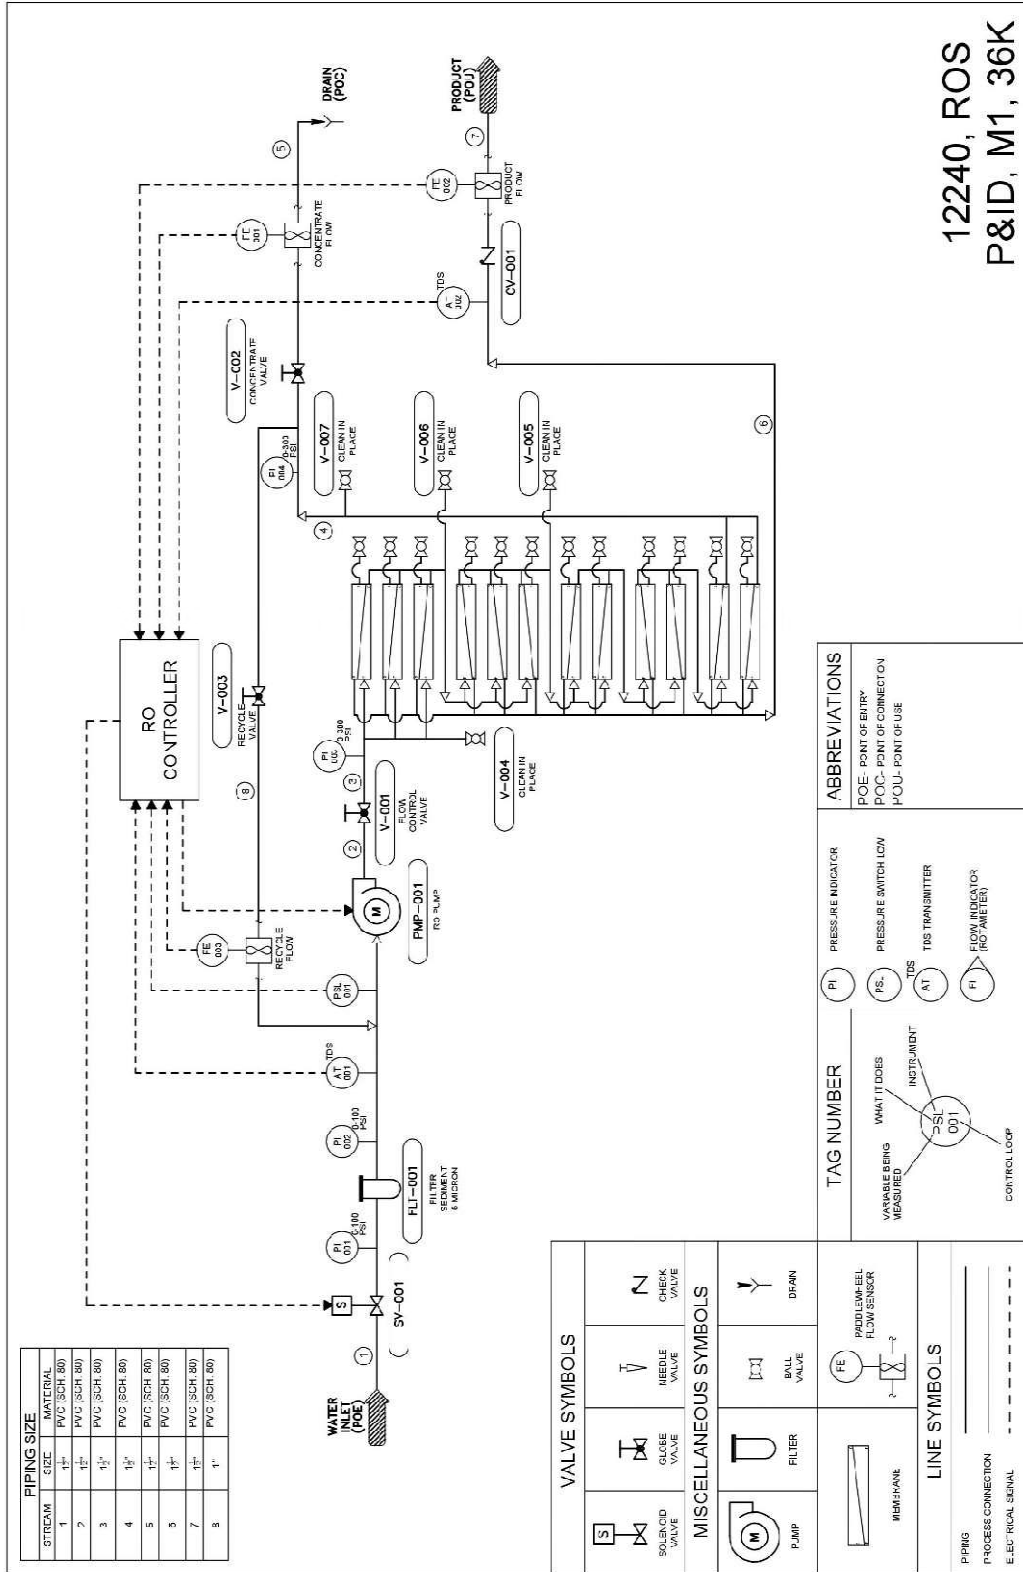 12240, ROS
P&ID, M1, 36K
PIPING SIZE
STREAM SIZE MATERIAL
1 PVC (SCH. 80)
2 PVC (SCH. 80)
3 PVC (SCH. 80)
4 PVC (SCH. 80)
5 PVC (SCH. 80)
PVC (SCH. 80)
7 PVC (SCH. 80)
8 1" PVC (SCH. 80)
WATER
INLET
(POE)
1
S
SV-001
PI
001
0-100
PSI
FLT-001
FILTER
SEDIMENT
5 MICRON
PI
002
0-100
PSI
AT
001
TDS
PSL
001
FE
003
RECYCLE
FLOW
M
PMP-001
RO PUMP
2
V-001
FLOW
CONTROL
VALVE
3
PI
0-300
PSI
V-004
CLEAN IN
PLACE
8
V-003
RECYCLE
VALVE
RO
CONTROLLER
4
PI
004
0-300
PSI
V-007
CLEAN IN
PLACE
V-006
CLEAN IN
PLACE
V-005
CLEAN IN
PLACE
6
V-002
CONCENTRATE
VALVE
AT
002
TDS
CV-001
FE
001
CONCENTRATE
FLOW
FE
002
PRODUCT
FLOW
5
7
DRAIN
(POC)
PRODUCT
(POU)
VALVE SYMBOLS
S
SOLENOID
VALVE
GLOBE
VALVE
NEEDLE
VALVE
CHECK
VALVE
MISCELLANEOUS SYMBOLS
M
PUMP
FILTER
BALL
VALVE
DRAIN
MEMBRANE
FE
PADDLEWHEEL
FLOW SENSOR
LINE SYMBOLS
PIPING
PROCESS CONNECTION
ELECTRICAL SIGNAL
TAG NUMBER
VARIABLE BEING
MEASURED
WHAT IT DOES
INSTRUMENT
PSL
001
CONTROL LOOP
PI
PRESSURE INDICATOR
PSL
PRESSURE SWITCH LOW
TDS
AT
TDS TRANSMITTER
FI
FLOW INDICATOR
(ROTAMETER)
ABBREVIATIONS
POE- POINT OF ENTRY
POC- POINT OF CONNECTION
POU- POINT OF USE